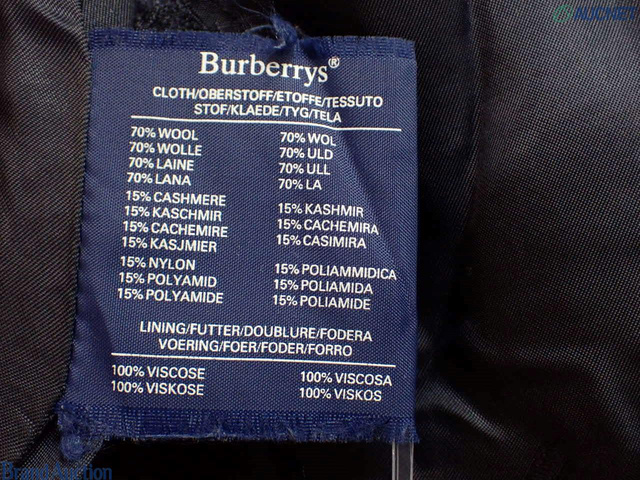 AUCNET
Burberrys®
CLOTH/OBERSTOFF/ETOFFE/TESSUTO
STOF/KLAEDE/TYG/TELA
70% WOOL 70% WOL
70% WOLLE 70% ULD
70% LAINE 70% ULL
70% LANA 70% LA
15% CASHMERE
15% KASCHMIR 15% KASHMIR
15% CACHEMIRE 15% CACHEMIRA
15% KASJMIER 15% CASIMIRA
15% NYLON 15% POLIAMMIDICA
15% POLYAMID 15% POLIAMIDA
15% POLYAMIDE 15% POLIAMIDE
LINING/FUTTER/DOUBLURE/FODERA
VOERING/FOER/FODER/FORRO
100% VISCOSE 100% VISCOSA
100% VISKOSE 100% VISKOS
Brand Auction